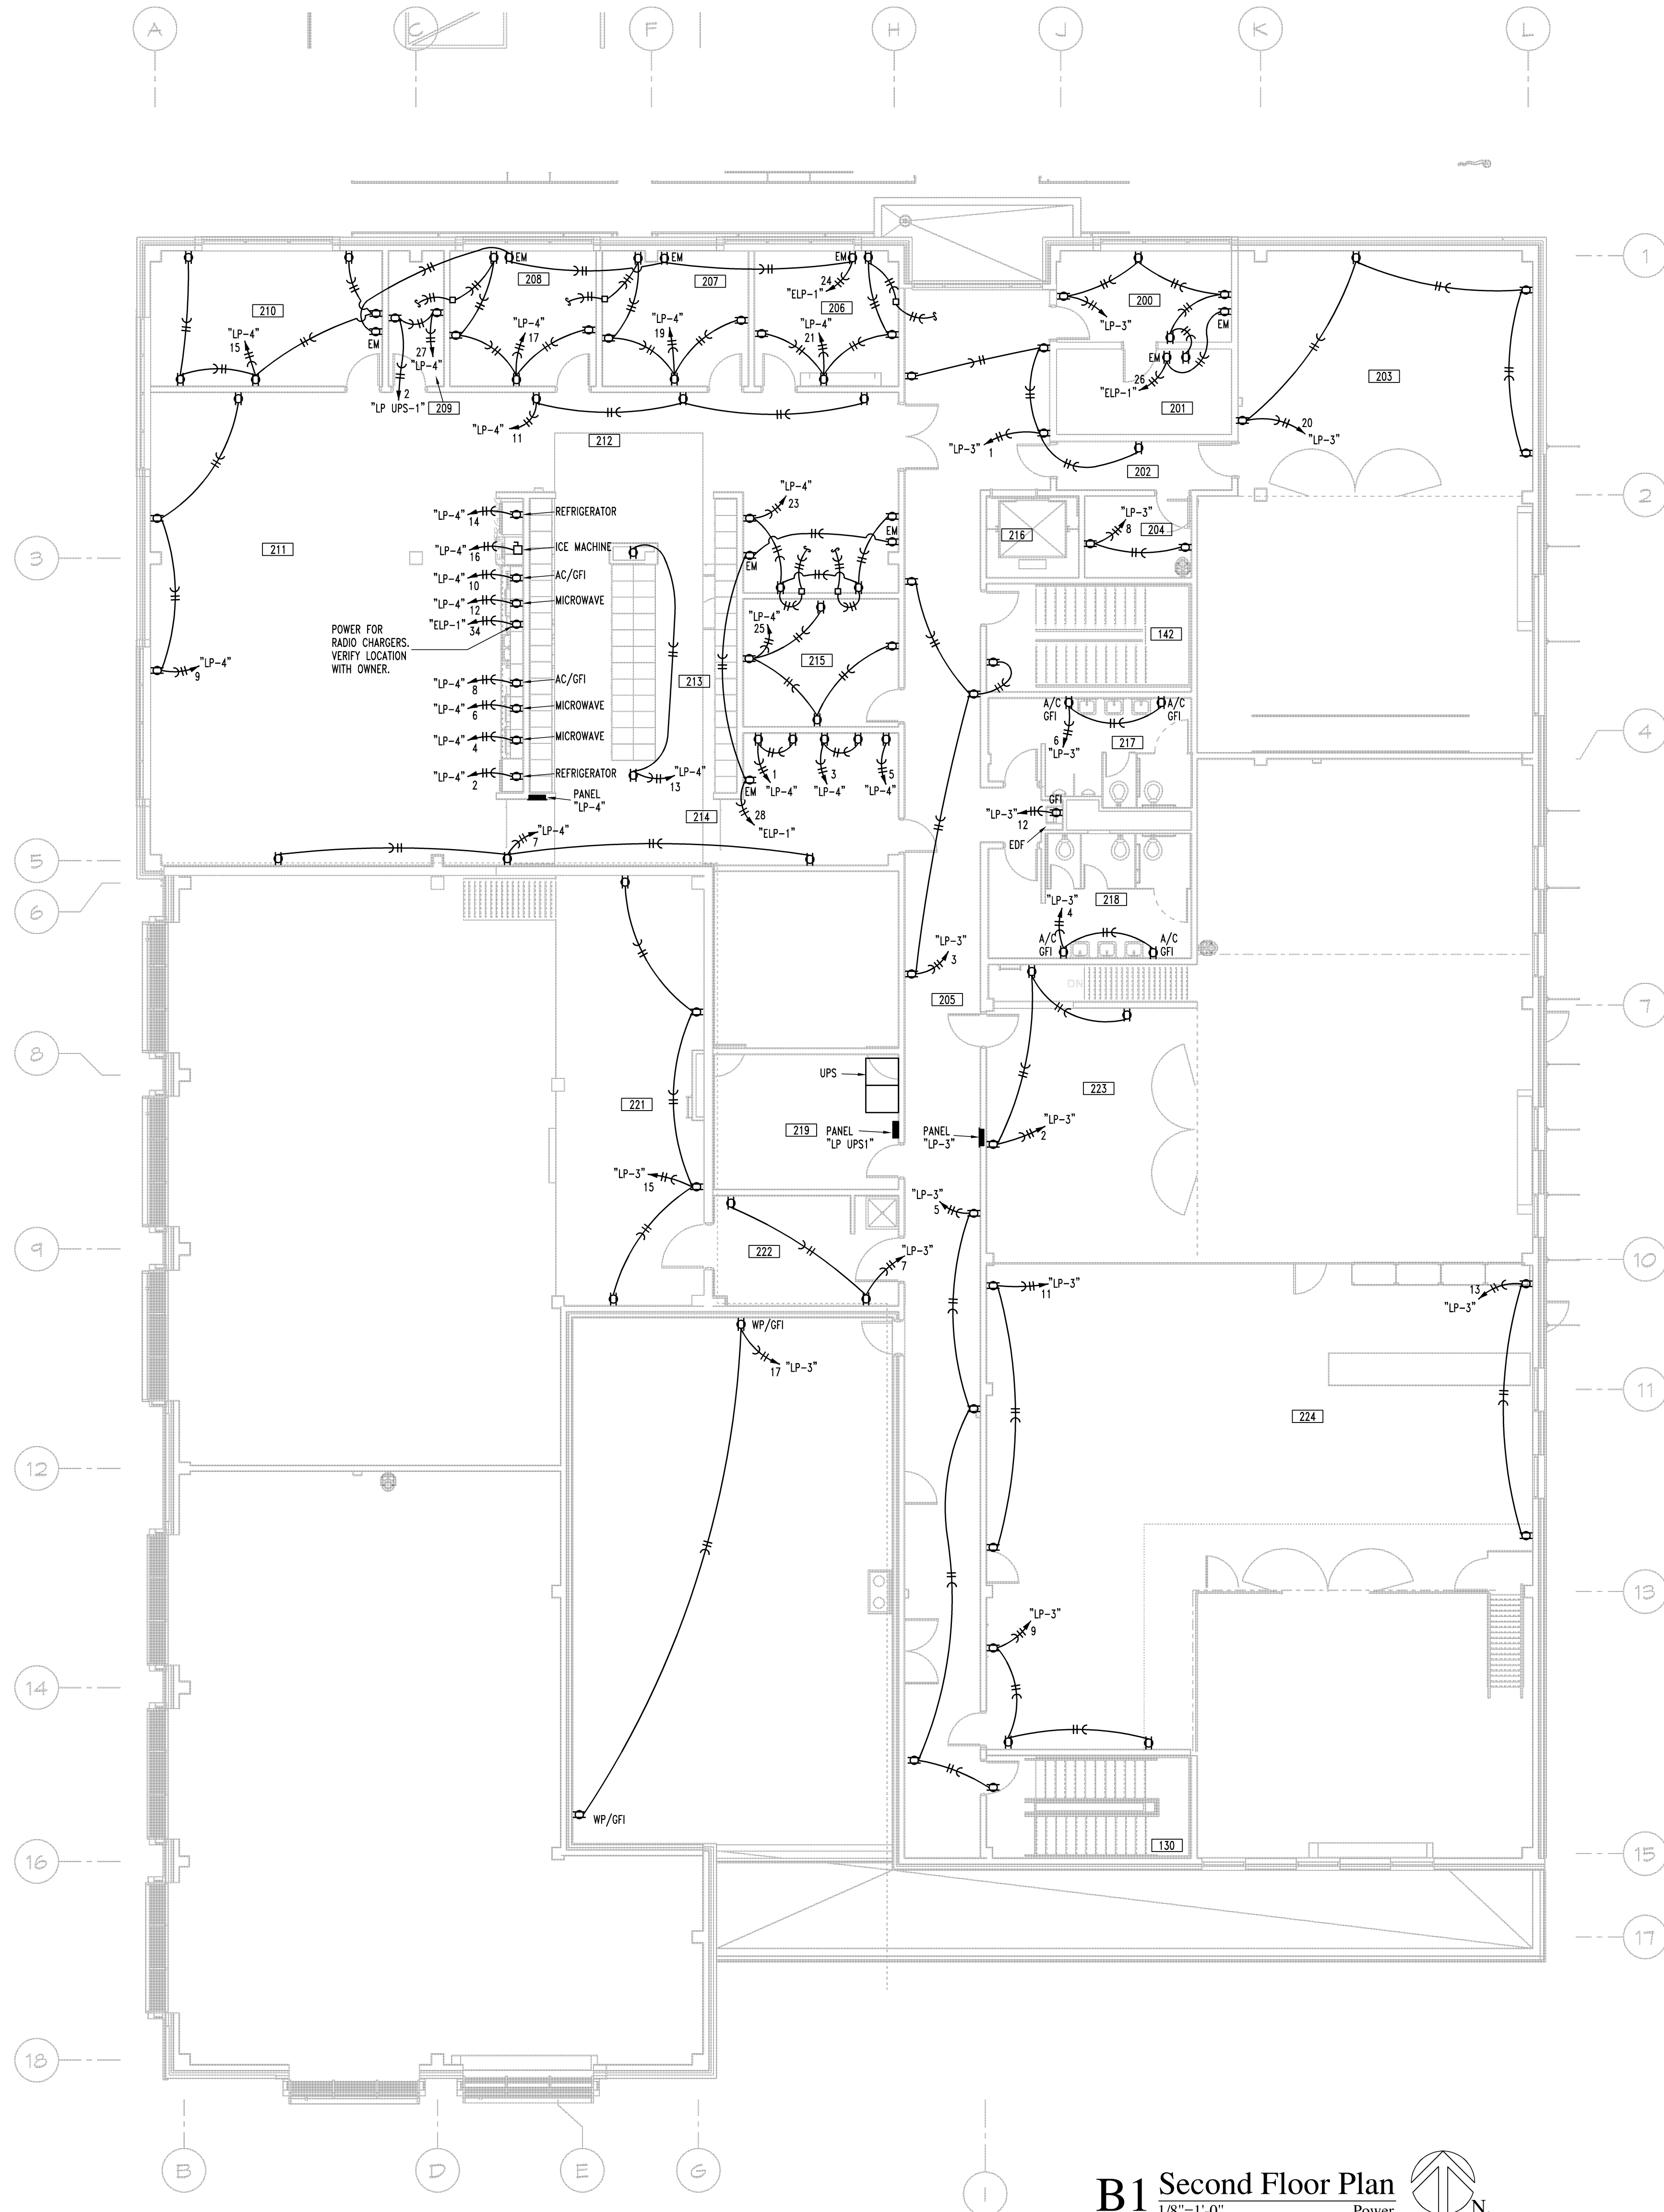 A
C
F
H
J
K
L
1
EM
208
EM
207
EM
24
"ELP-1"
206
200
"LP-3"
EM
210
"LP-4"
15
EM
"LP-4"
17
"LP-4"
19
"LP-4"
21
27
"LP-4"
2
"LP UPS-1"
209
EM
26
"ELP-1"
201
203
20
"LP-3"
"LP-4"
11
212
"LP-3"
1
202
2
"LP-4"
23
EM
EM
216
"LP-3"
8
204
3
211
"LP-4"
14
REFRIGERATOR
"LP-4"
16
ICE MACHINE
"LP-4"
10
AC/GFI
"LP-4"
12
MICROWAVE
"ELP-1"
34
POWER FOR
RADIO CHARGERS.
VERIFY LOCATION
WITH OWNER.
"LP-4"
9
"LP-4"
8
AC/GFI
"LP-4"
6
MICROWAVE
"LP-4"
4
MICROWAVE
"LP-4"
2
REFRIGERATOR
PANEL
"LP-4"
"LP-4"
13
213
"LP-4"
25
215
142
A/C
GFI
A/C
GFI
6
"LP-3"
217
4
1
"LP-4"
3
"LP-4"
5
"LP-4"
EM
28
"ELP-1"
214
GFI
"LP-3"
12
EDF
"LP-4"
7
5
6
218
"LP-3"
4
A/C
GFI
A/C
GFI
"LP-3"
3
205
DN
7
8
UPS
221
219
PANEL
"LP UPS1"
PANEL
"LP-3"
223
"LP-3"
2
"LP-3"
15
"LP-3"
5
9
222
"LP-3"
7
10
"LP-3"
11
13
"LP-3"
WP/GFI
17 "LP-3"
11
224
12
13
"LP-3"
9
14
WP/GFI
130
15
16
17
18
B
D
E
G
I
B1 Second Floor Plan
1/8"=1'-0" Power
N.